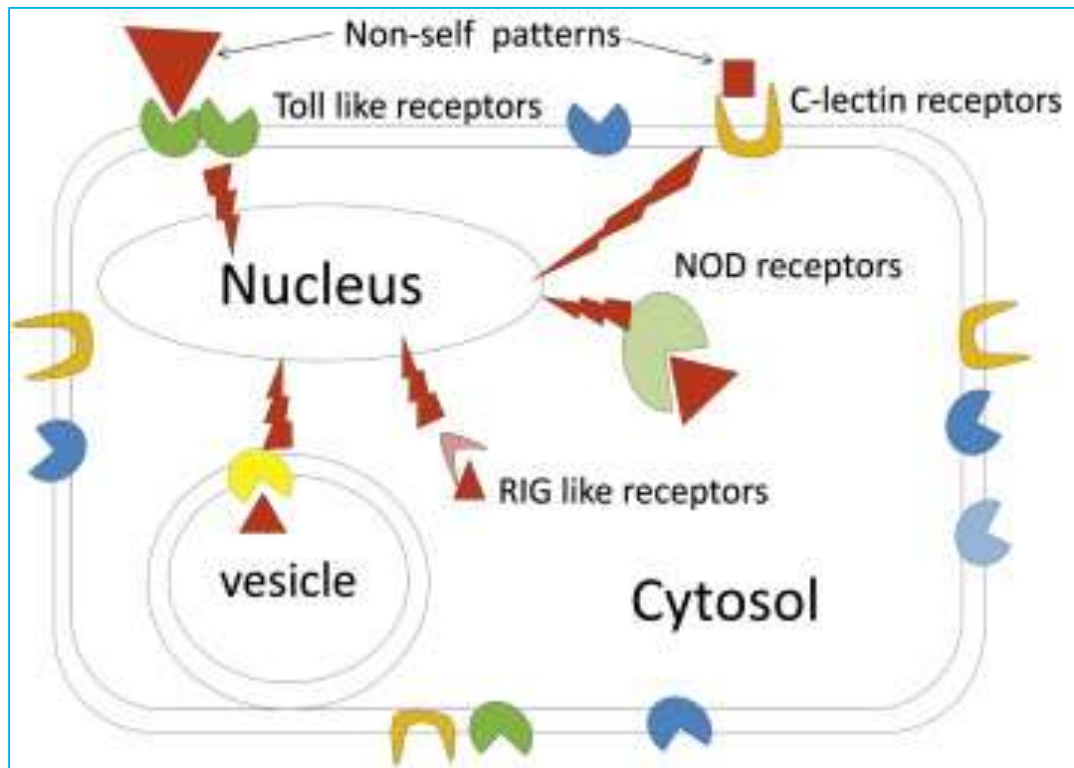 Non-self patterns
Toll like receptors
C-lectin receptors
NOD receptors
Nucleus
RIG like receptors
vesicle
Cytosol